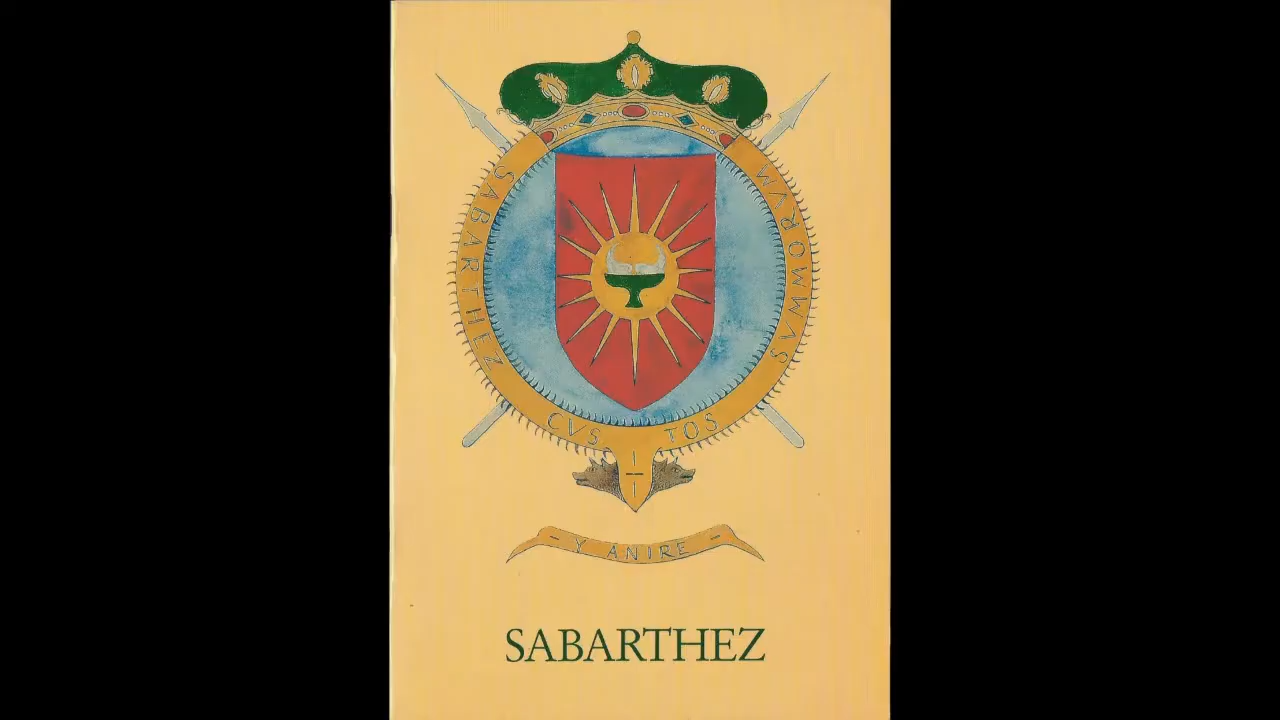 SABARTHEZ
CVS TOS
SVMMORVM
- Y ANIRE -
SABARTHEZ